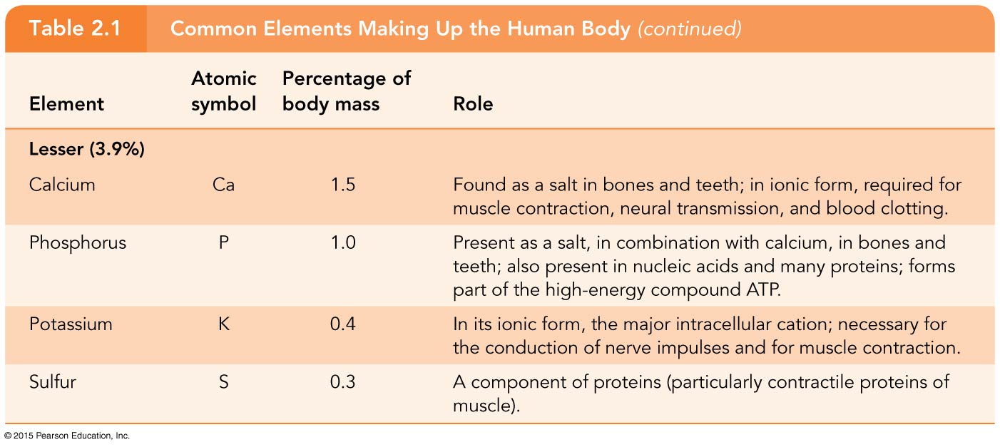 Table 2.1 Common Elements Making Up the Human Body (continued)
Element Atomic symbol Percentage of body mass Role
Lesser (3.9%)
Calcium Ca 1.5 Found as a salt in bones and teeth; in ionic form, required for
muscle contraction, neural transmission, and blood clotting.
Phosphorus P 1.0 Present as a salt, in combination with calcium, in bones and
teeth; also present in nucleic acids and many proteins; forms
part of the high-energy compound ATP.
Potassium K 0.4 In its ionic form, the major intracellular cation; necessary for
the conduction of nerve impulses and for muscle contraction.
Sulfur S 0.3 A component of proteins (particularly contractile proteins of
muscle).
© 2015 Pearson Education, Inc.